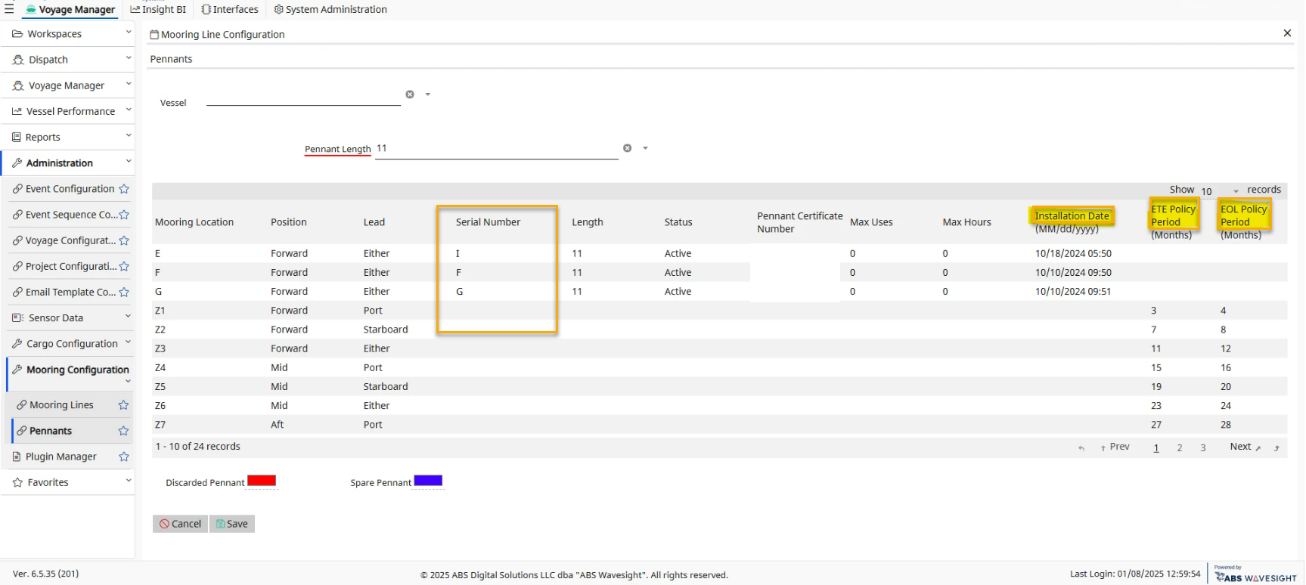 Voyage Manager Insight BI Interfaces System Administration
Workspaces
Dispatch
Voyage Manager
Vessel Performance
Reports
Administration
Event Configuration
Event Sequence Co...
Voyage Configurat...
Project Configurati...
Email Template Co...
Sensor Data
Cargo Configuration
Mooring Configuration
Mooring Lines
Pennants
Plugin Manager
Favorites
Mooring Line Configuration
Pennants
Vessel
Pennant Length 11
Show 10 records
Mooring Location Position Lead Serial Number Length Status Pennant Certificate Number Max Uses Max Hours Installation Date (MM/dd/yyyy) ETE Policy Period (Months) EOL Policy Period (Months)
E Forward Either I 11 Active 0 0 10/18/2024 05:50
F Forward Either F 11 Active 0 0 10/10/2024 09:50
G Forward Either G 11 Active 0 0 10/10/2024 09:51
Z1 Forward Port 3 4
Z2 Forward Starboard 7 8
Z3 Forward Either 11 12
Z4 Mid Port 15 16
Z5 Mid Starboard 19 20
Z6 Mid Either 23 24
Z7 Aft Port 27 28
1 - 10 of 24 records Prev 1 2 3 Next
Discarded Pennant Spare Pennant
Cancel Save
Ver. 6.5.35 (201) © 2025 ABS Digital Solutions LLC dba "ABS Wavesight". All rights reserved. Last Login: 01/08/2025 12:59:54
Powered by
ABS WAVESIGHT